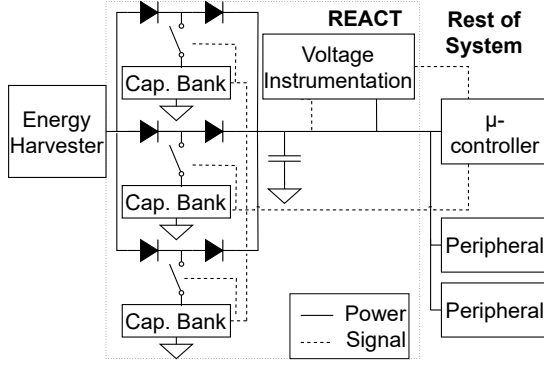 REACT
Rest of
System
Voltage
Instrumentation
Cap. Bank
Energy
Harvester
μ-
controller
Cap. Bank
Peripheral
Cap. Bank
Peripheral
Power
Signal